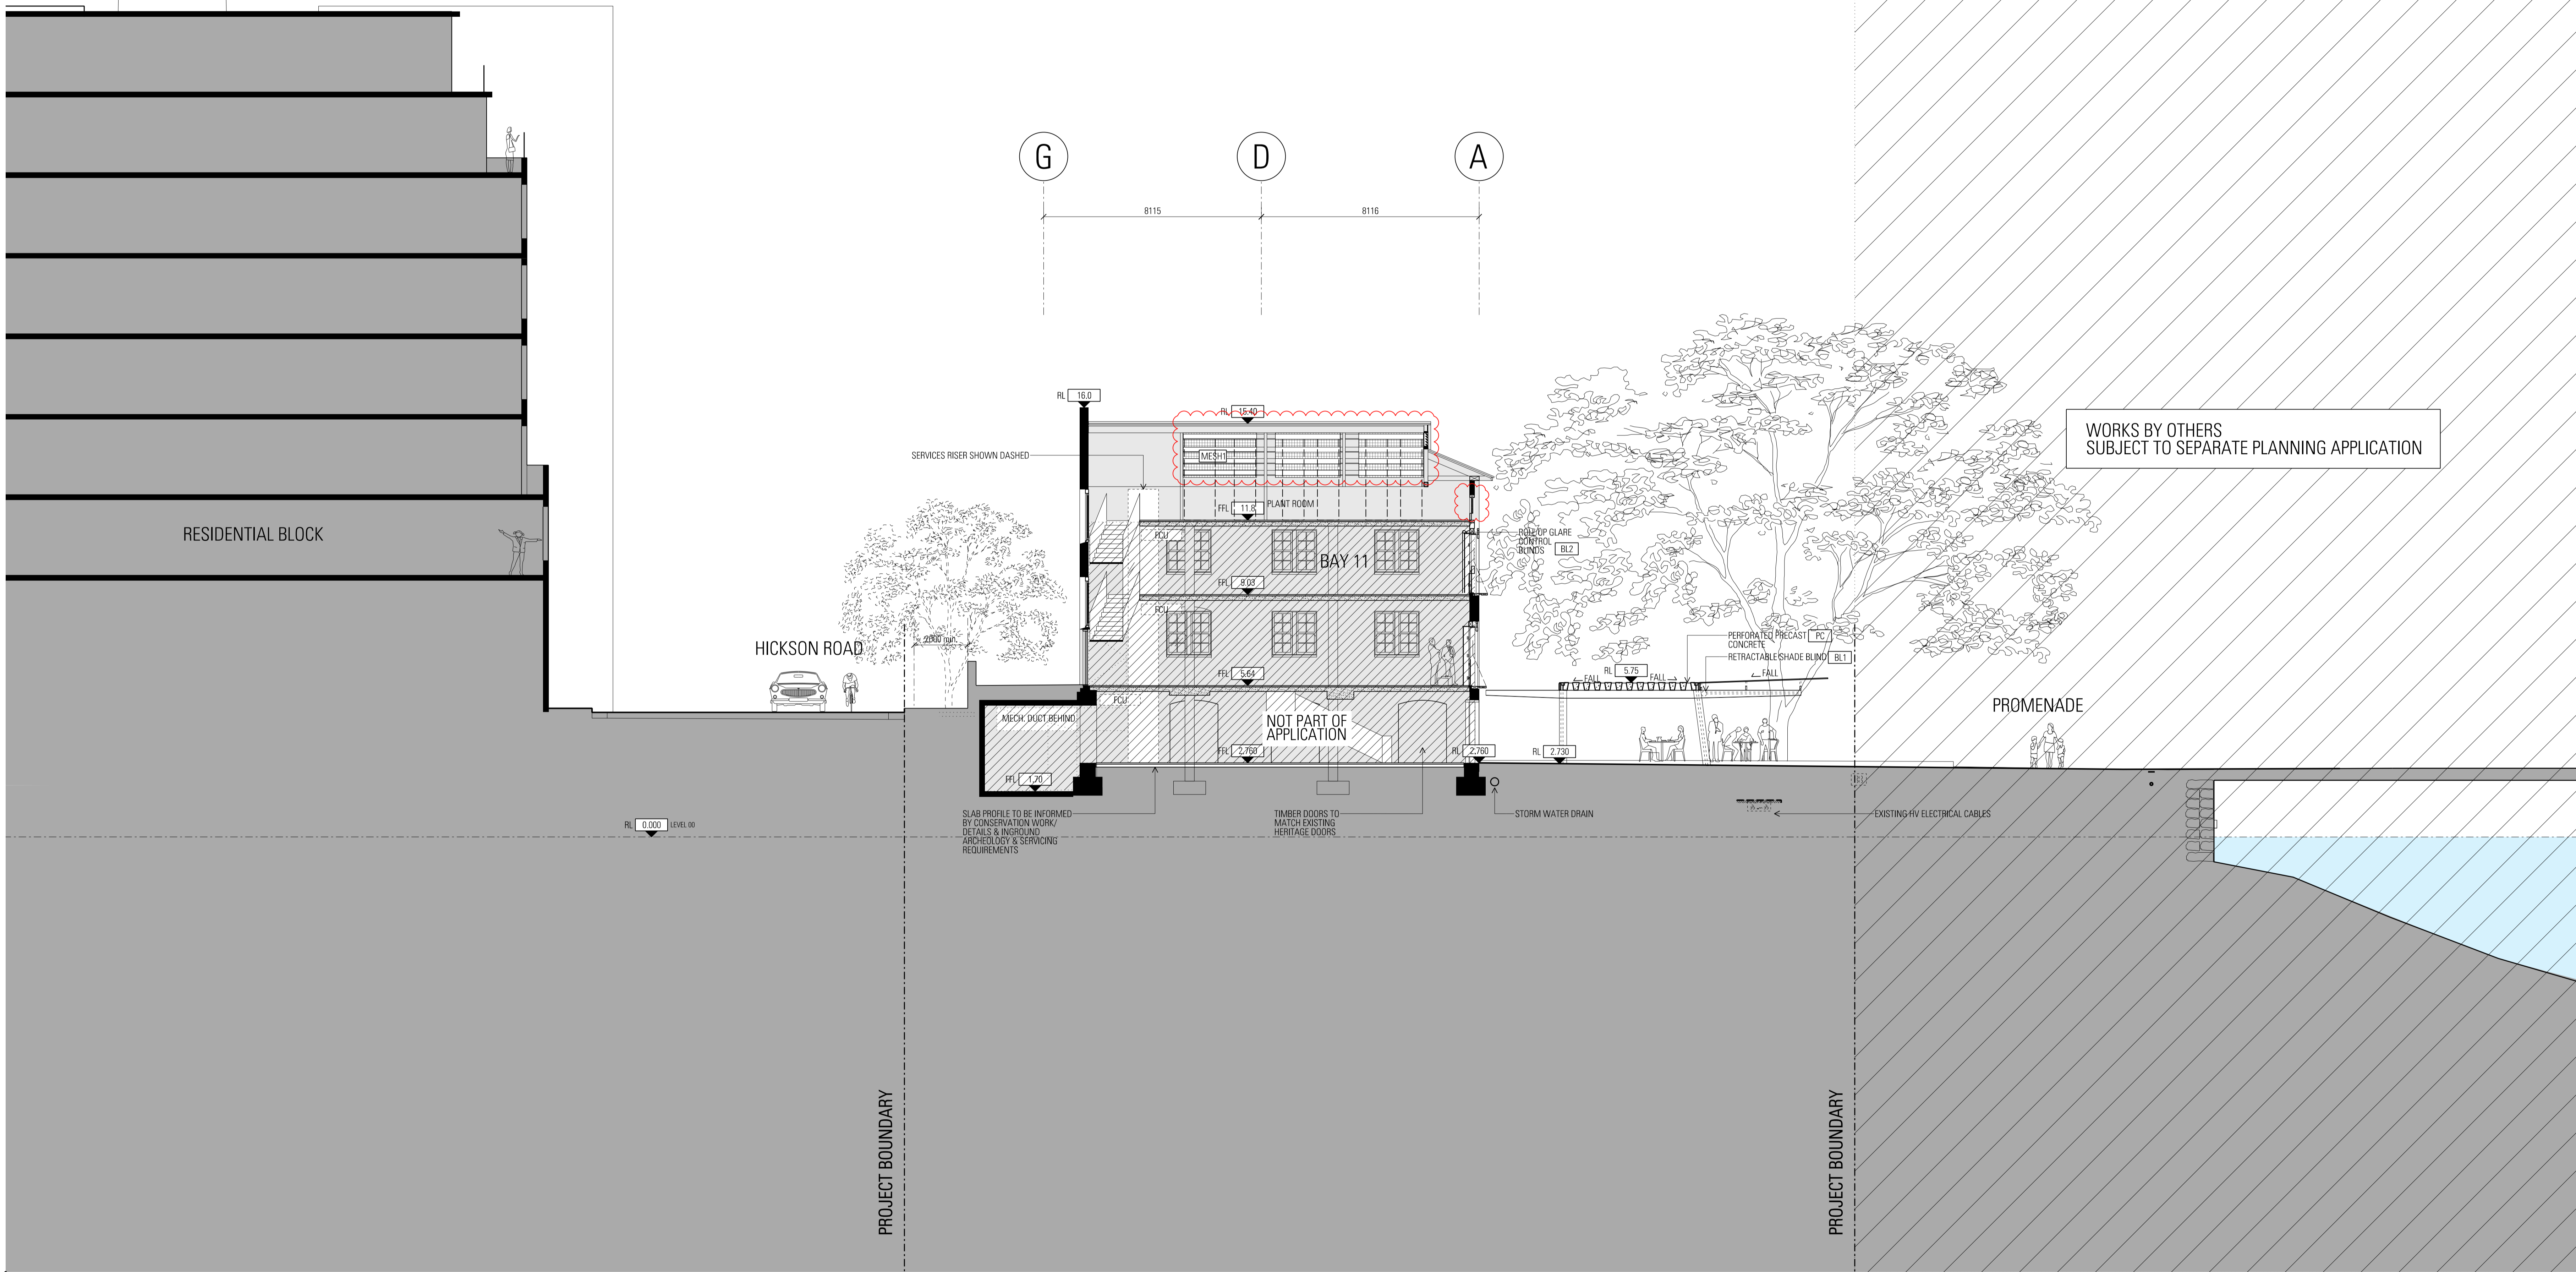 G
D
A
8115
8116
RL 16.0
RL 15.40
WORKS BY OTHERS
SUBJECT TO SEPARATE PLANNING APPLICATION
SERVICES RISER SHOWN DASHED
MESH1
PLANT ROOM
FFL 11.8
RESIDENTIAL BLOCK
FCU
ROLL UP GLARE
CONTROL
BLINDS BL2
BAY 11
FFL 9.03
FCU
HICKSON ROAD
2000 min.
PERFORATED PRECAST PC
CONCRETE
RETRACTABLE SHADE BLIND BL1
RL 5.75
FFL 5.64
FALL
FALL
FALL
FCU
PROMENADE
MECH. DUCT BEHIND
NOT PART OF
APPLICATION
FFL 2.760
RL 2.760
RL 2.730
FFL 1.70
SLAB PROFILE TO BE INFORMED
BY CONSERVATION WORK/
DETAILS & INGROUND
ARCHEOLOGY & SERVICING
REQUIREMENTS
TIMBER DOORS TO
MATCH EXISTING
HERITAGE DOORS
STORM WATER DRAIN
EXISTING HV ELECTRICAL CABLES
RL 0.000 LEVEL 00
PROJECT BOUNDARY
PROJECT BOUNDARY